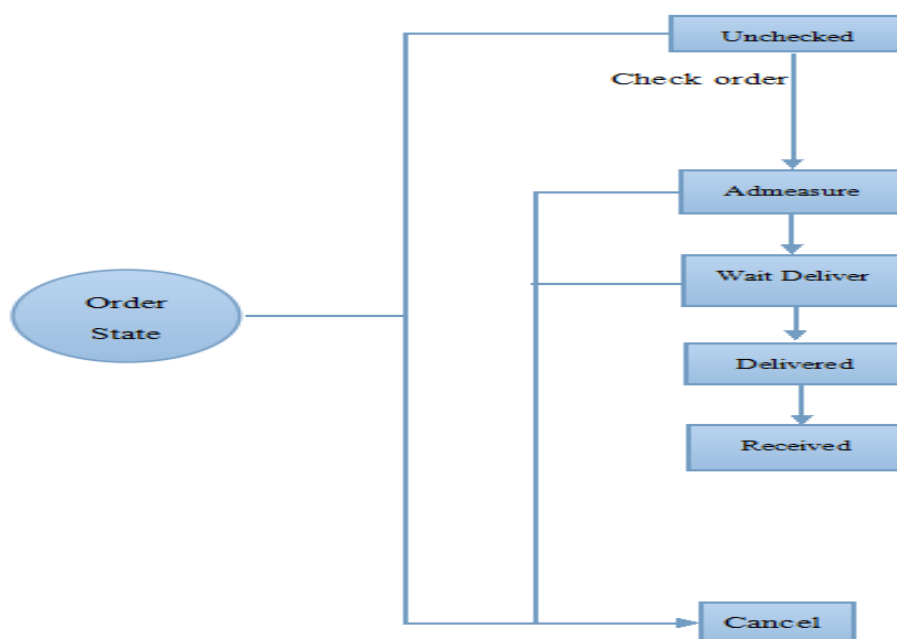 Unchecked
Check order
Admeasure
Wait Deliver
Order
State
Delivered
Received
Cancel